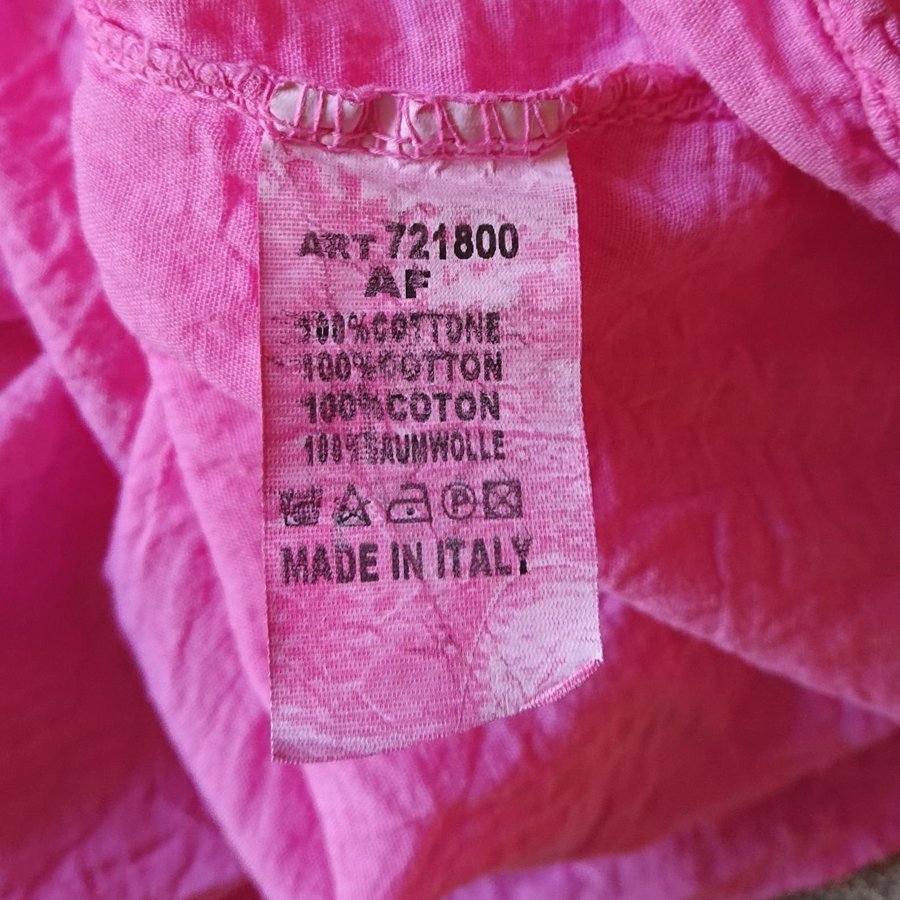 ART 721800
AF
100%COTTONE
100%COTTON
100%COTON
100%BAUMWOLLE
P
MADE IN ITALY